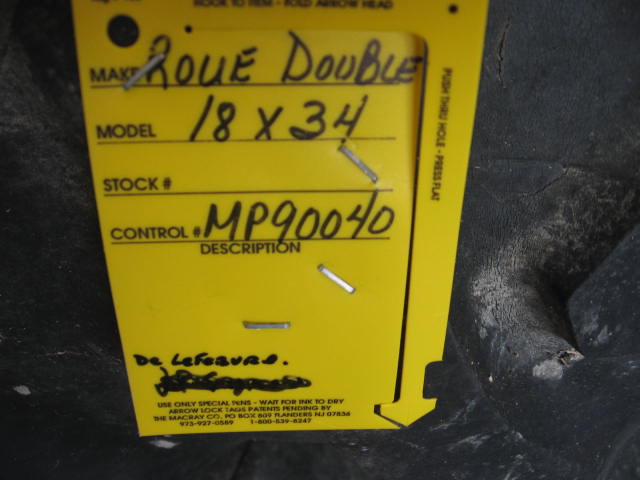 HOOK TO ITEM - FOLD ARROW HEAD
MAKE ROUE DOUBLE
MODEL 18 X 34
STOCK #
CONTROL # MP90040
DESCRIPTION
De LEFEBURE.
USE ONLY SPECIAL PENS - WAIT FOR INK TO DRY
ARROW LOCK TAGS PATENTS PENDING BY
THE MACRAY CO. PO BOX 609 FLANDERS NJ 07836
973-927-0589 1-800-539-8247
PUSH THRU HOLE - PRESS FLAT